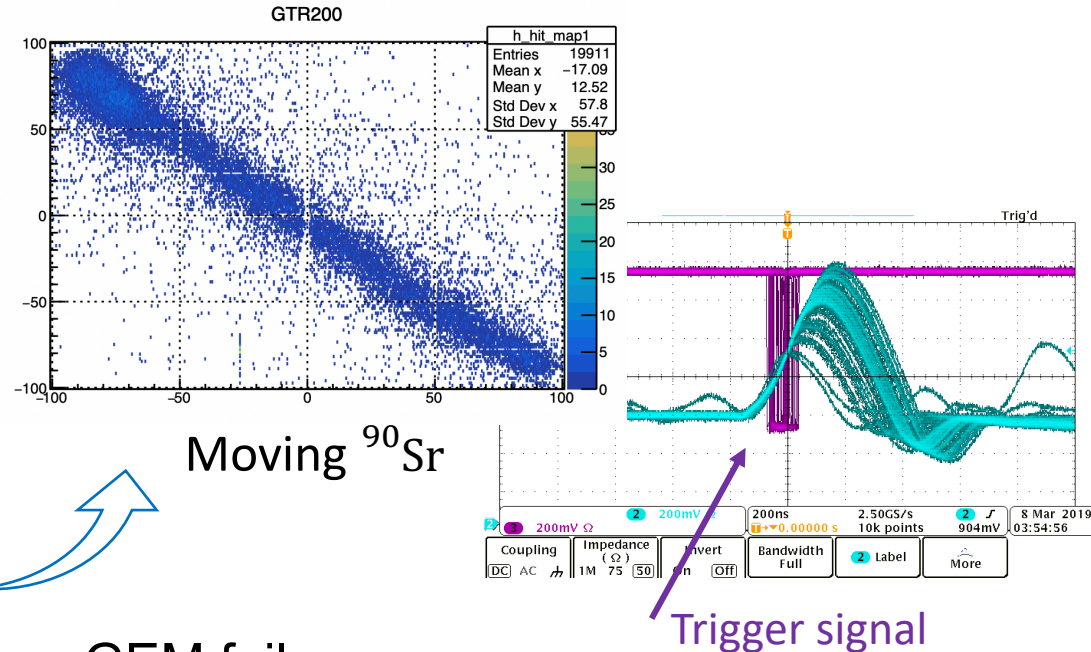 GTR200
h_hit_map1
Entries 19911
Mean x −17.09
Mean y 12.52
Std Dev x 57.8
Std Dev y 55.47
100
50
0
−50
−100
−100 −50 0 50 100
30
25
20
15
10
5
0
Moving ⁹⁰Sr
Trig'd
T
T
2
3 200mV Ω
2 200mV
200ns
T→▼0.00000 s
2.50GS/s
10k points
2 ∫
904mV
8 Mar 2019
03:54:56
Coupling
DC AC
Impedance
(Ω)
1M 75 50
Invert
On Off
Bandwidth
Full
2 Label
More
Trigger signal